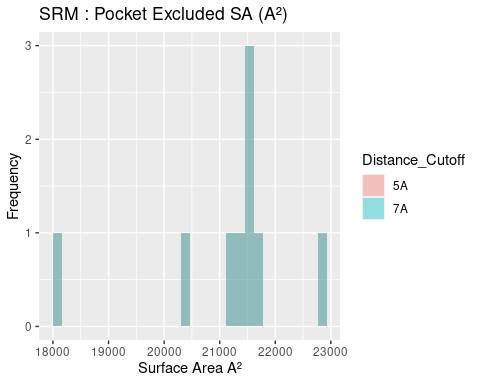 SRM : Pocket Excluded SA (A²)
3
2
1
0
Frequency
18000 19000 20000 21000 22000 23000
Surface Area A²
Distance_Cutoff
5A
7A